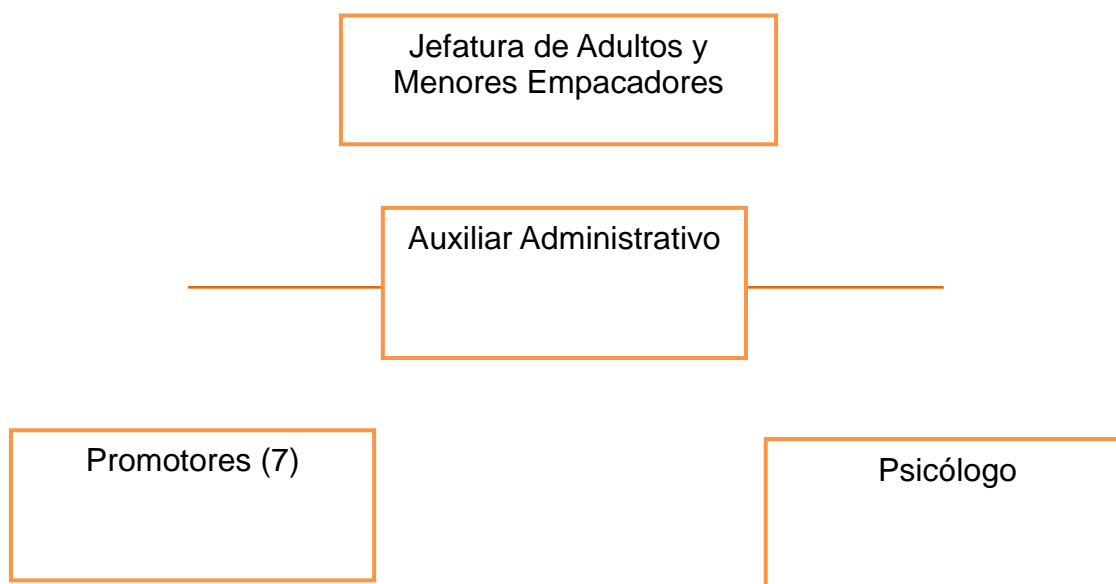 Jefatura de Adultos y
Menores Empacadores
Auxiliar Administrativo
Promotores (7)
Psicólogo